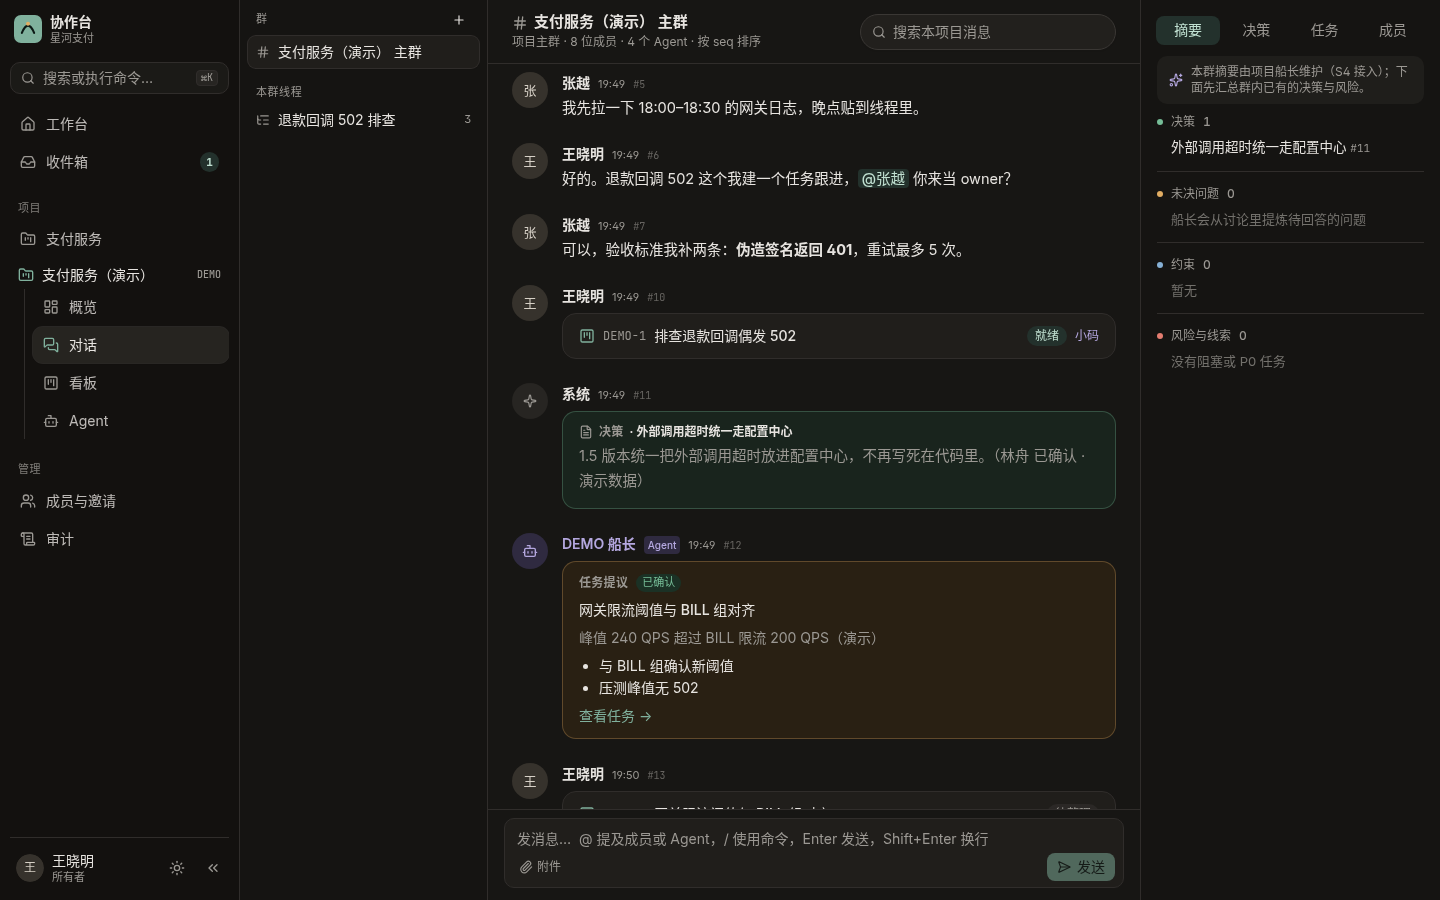 协作台
星河支付
搜索或执行命令... ⌘K
工作台
收件箱 1
项目
支付服务
支付服务（演示） DEMO
概览
对话
看板
Agent
管理
成员与邀请
审计
王 王晓明
所有者
群
支付服务（演示） 主群
本群线程
退款回调 502 排查 3
# 支付服务（演示） 主群
项目主群 · 8 位成员 · 4 个 Agent · 按 seq 排序
搜索本项目消息
张 张越 19:49 #5
我先拉一下 18:00–18:30 的网关日志，晚点贴到线程里。
王 王晓明 19:49 #6
好的。退款回调 502 这个我建一个任务跟进，@张越 你来当 owner？
张 张越 19:49 #7
可以，验收标准我补两条：伪造签名返回 401，重试最多 5 次。
王 王晓明 19:49 #10
DEMO-1 排查退款回调偶发 502 就绪 小码
系统 19:49 #11
决策 · 外部调用超时统一走配置中心
1.5 版本统一把外部调用超时放进配置中心，不再写死在代码里。（林舟 已确认 ·
演示数据）
DEMO 船长 Agent 19:49 #12
任务提议 已确认
网关限流阈值与 BILL 组对齐
峰值 240 QPS 超过 BILL 限流 200 QPS（演示）
• 与 BILL 组确认新阈值
• 压测峰值无 502
查看任务 →
王 王晓明 19:50 #13
发消息... @ 提及成员或 Agent，/ 使用命令，Enter 发送，Shift+Enter 换行
附件
发送
摘要 决策 任务 成员
本群摘要由项目船长维护（S4 接入）；下
面先汇总群内已有的决策与风险。
决策 1
外部调用超时统一走配置中心 #11
未决问题 0
船长会从讨论里提炼待回答的问题
约束 0
暂无
风险与线索 0
没有阻塞或 P0 任务